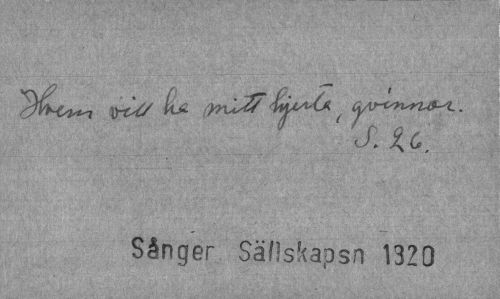 Hvem vill ha mitt hjerta, qvinnor.
S. 26.
Sånger Sällskapsn 1320